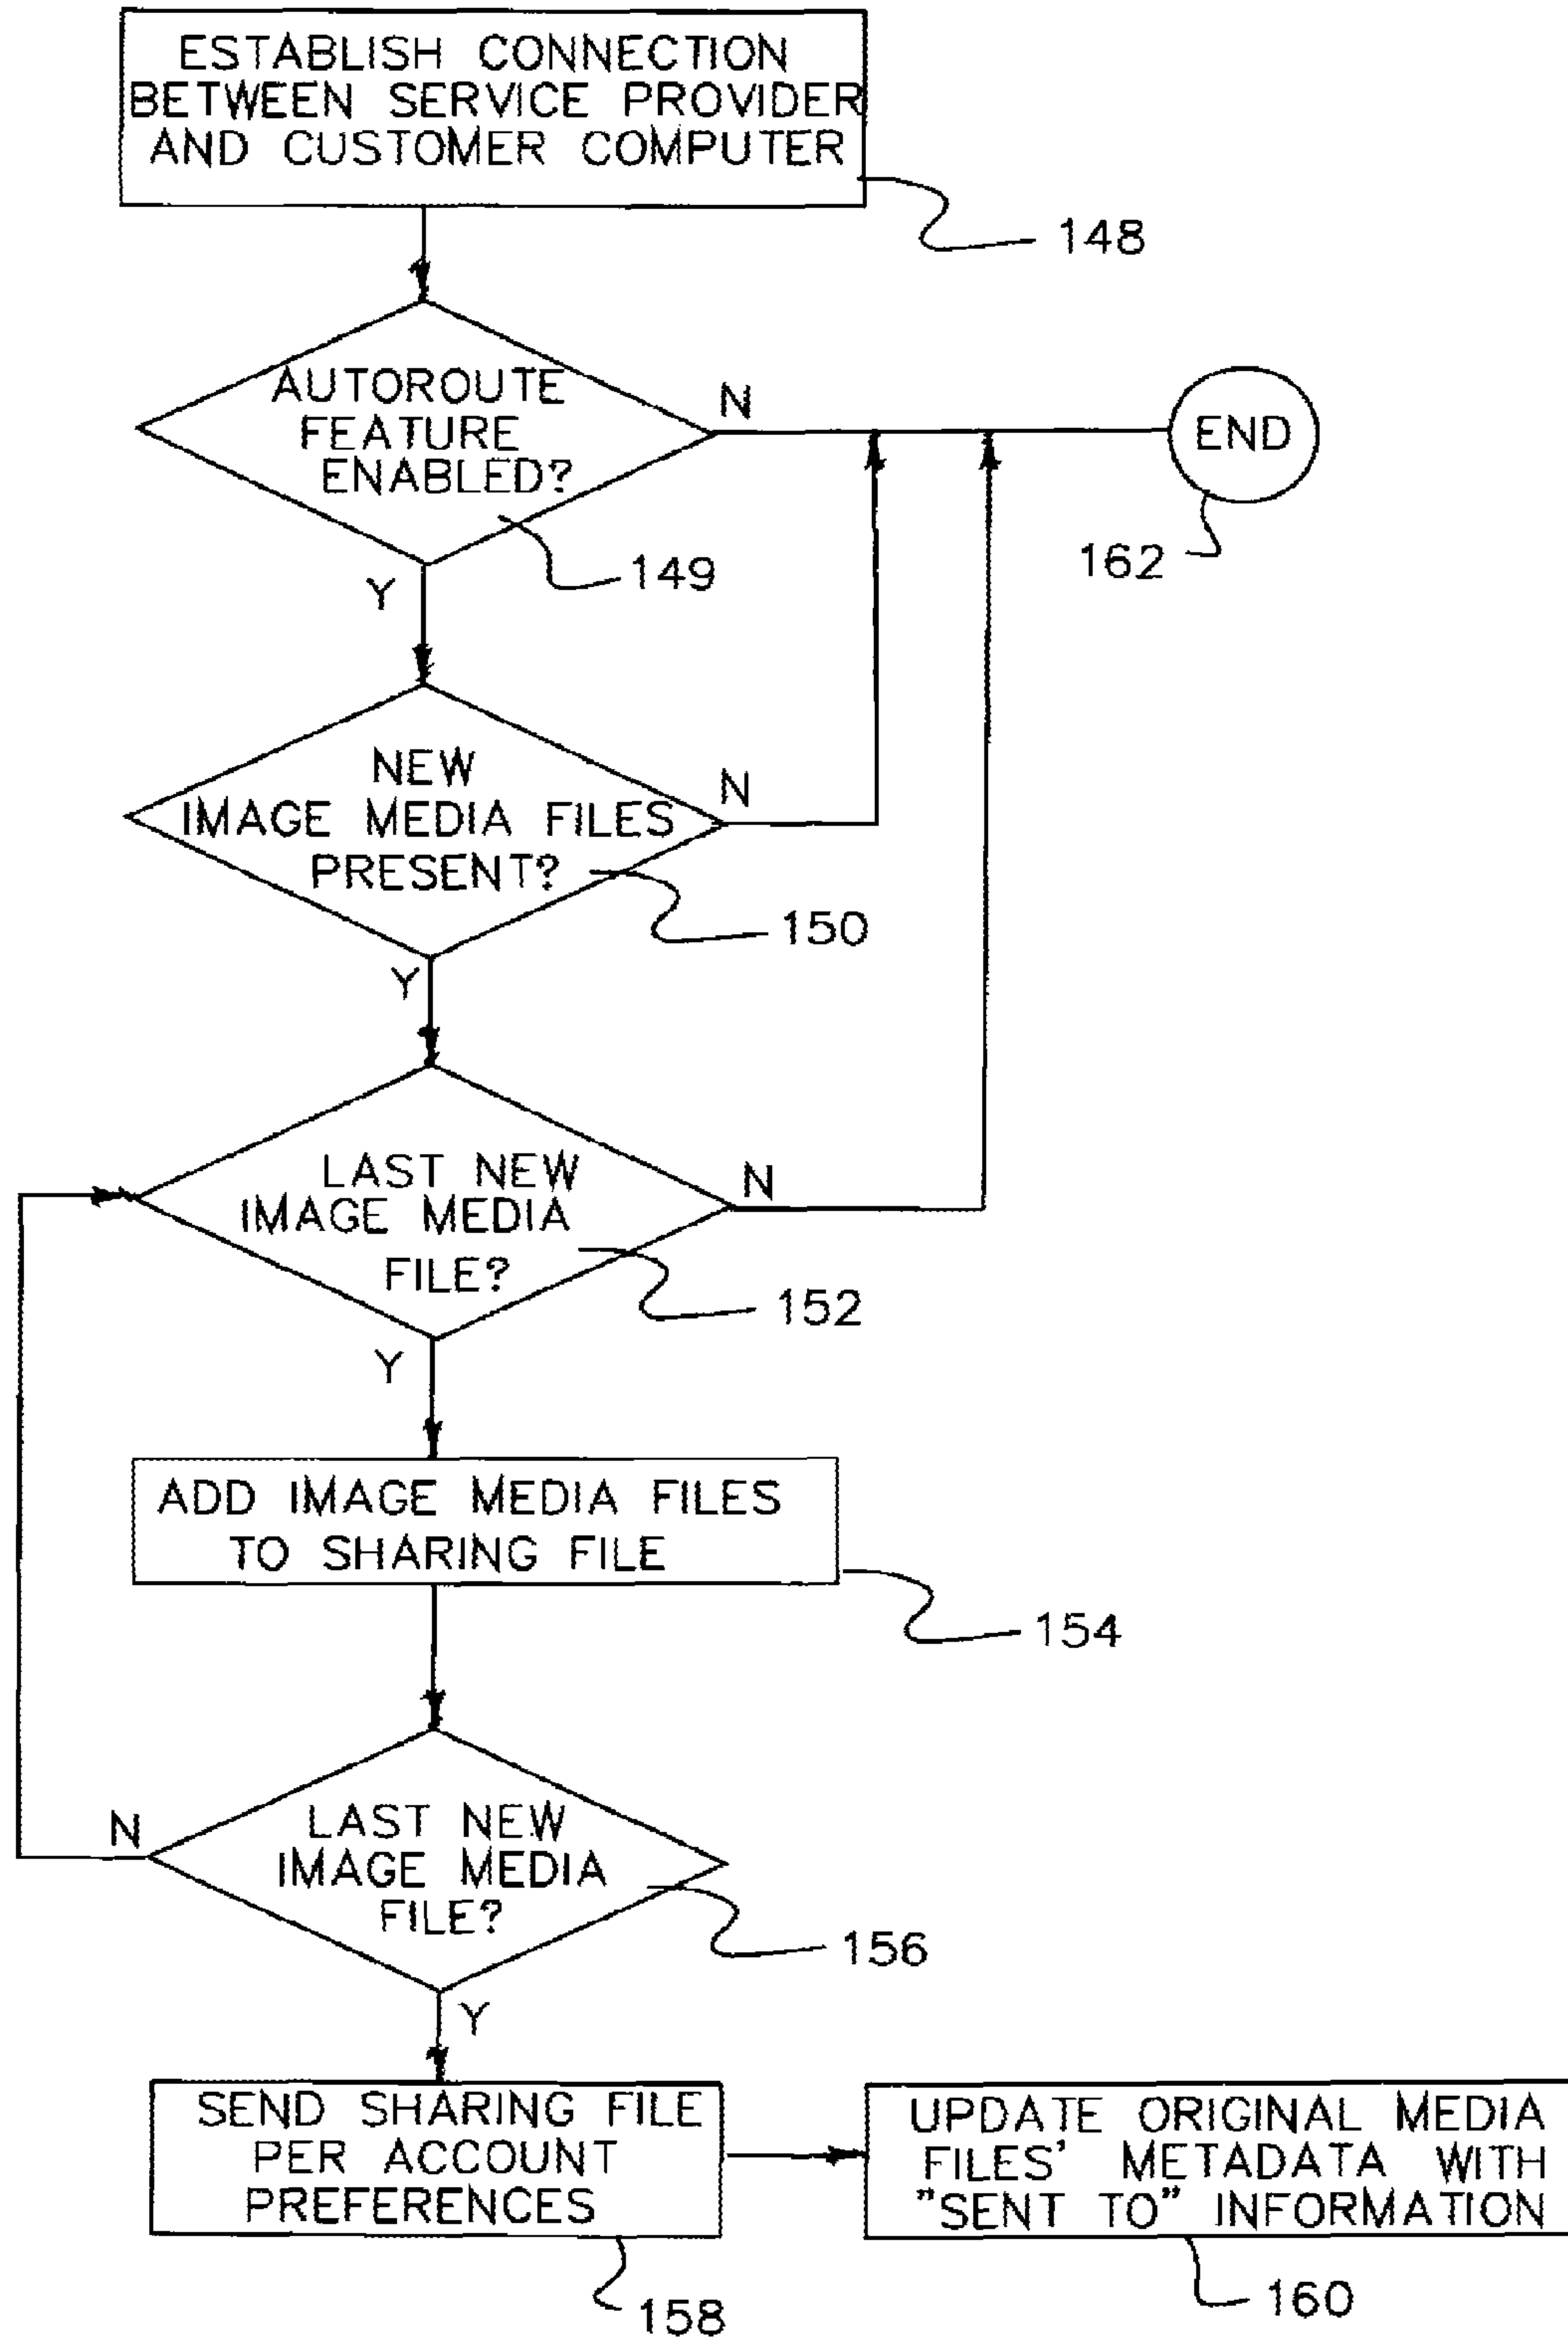 ESTABLISH CONNECTION
BETWEEN SERVICE PROVIDER
AND CUSTOMER COMPUTER
148
AUTOROUTE
FEATURE
ENABLED?
N
END
162
149
Y
NEW
IMAGE MEDIA FILES
PRESENT?
N
150
Y
LAST NEW
IMAGE MEDIA
FILE?
N
152
Y
ADD IMAGE MEDIA FILES
TO SHARING FILE
154
LAST NEW
IMAGE MEDIA
FILE?
N
156
Y
SEND SHARING FILE
PER ACCOUNT
PREFERENCES
158
UPDATE ORIGINAL MEDIA
FILES' METADATA WITH
"SENT TO" INFORMATION
160